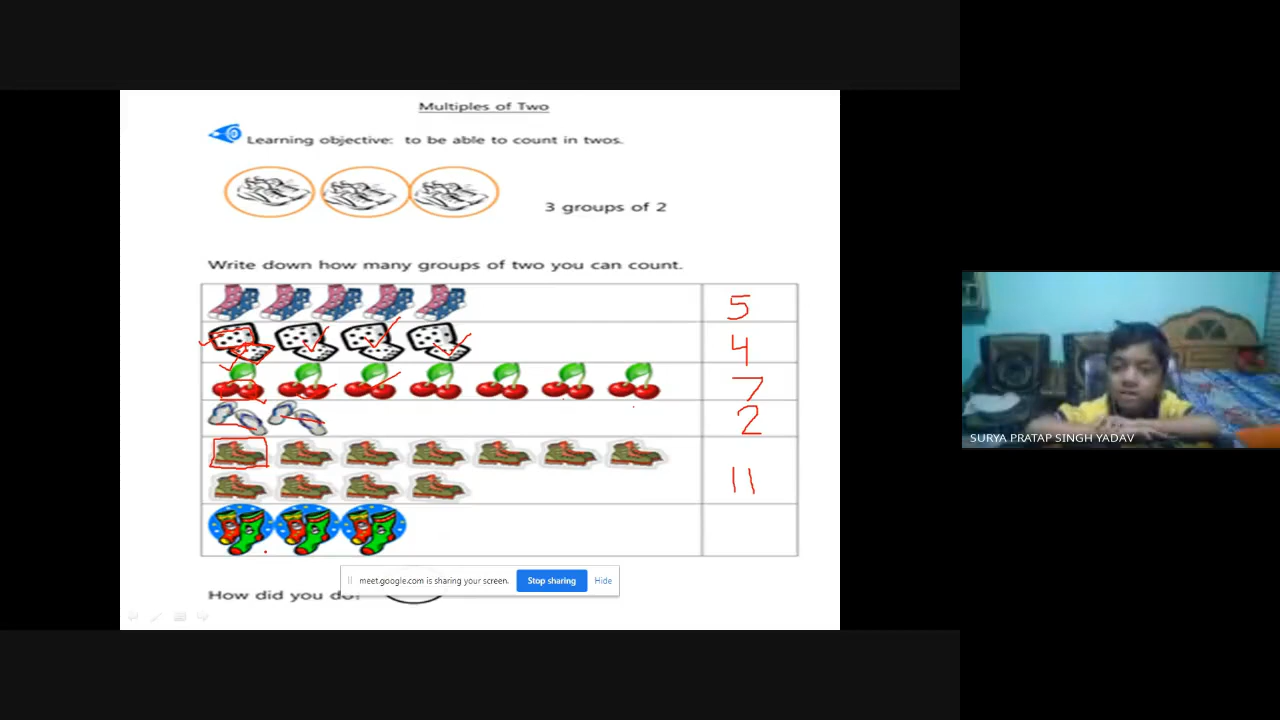 Multiples of Two
Learning objective: to be able to count in twos.
3 groups of 2
Write down how many groups of two you can count.
5
4
7
2
11
meet.google.com is sharing your screen. Stop sharing Hide
How did you do?
SURYA PRATAP SINGH YADAV